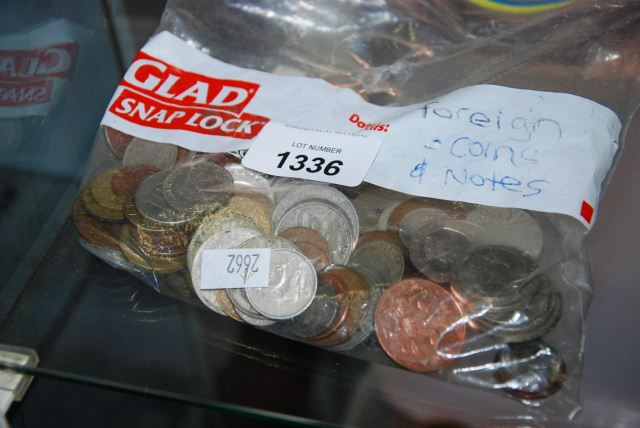 GLAD
SNAP LOCK
LOT NUMBER
1336
foreign
coins
& Notes
2662